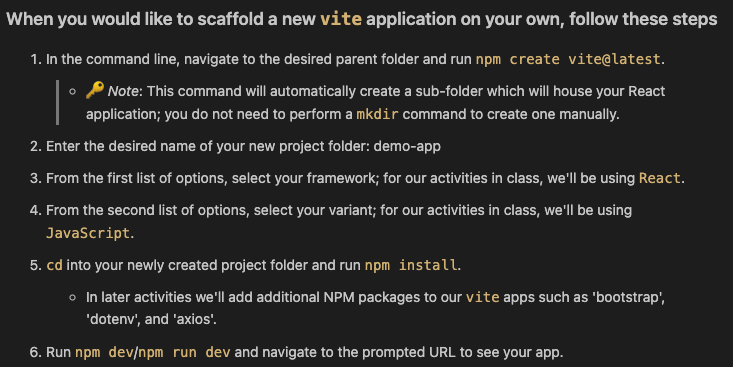 When you would like to scaffold a new vite application on your own, follow these steps
1. In the command line, navigate to the desired parent folder and run npm create vite@latest.
🔑 Note: This command will automatically create a sub-folder which will house your React
application; you do not need to perform a mkdir command to create one manually.
2. Enter the desired name of your new project folder: demo-app
3. From the first list of options, select your framework; for our activities in class, we'll be using React.
4. From the second list of options, select your variant; for our activities in class, we'll be using
JavaScript.
5. cd into your newly created project folder and run npm install.
In later activities we'll add additional NPM packages to our vite apps such as 'bootstrap',
'dotenv', and 'axios'.
6. Run npm dev/npm run dev and navigate to the prompted URL to see your app.